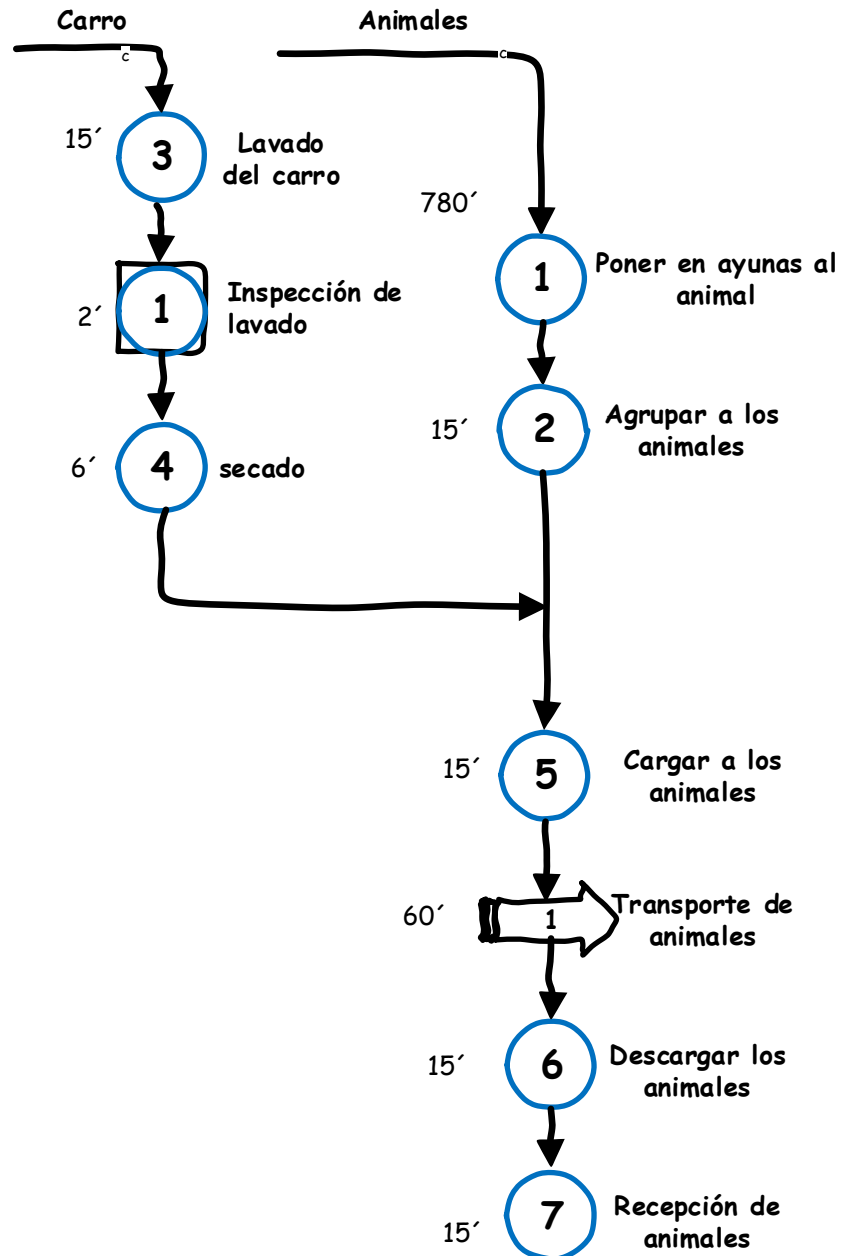 Carro
Animales
c
c
15´
3
Lavado
del carro
780´
1
Poner en ayunas al
animal
2´
1
Inspección de
lavado
15´
2
Agrupar a los
animales
6´
4
secado
15´
5
Cargar a los
animales
60´
1
Transporte de
animales
15´
6
Descargar los
animales
15´
7
Recepción de
animales